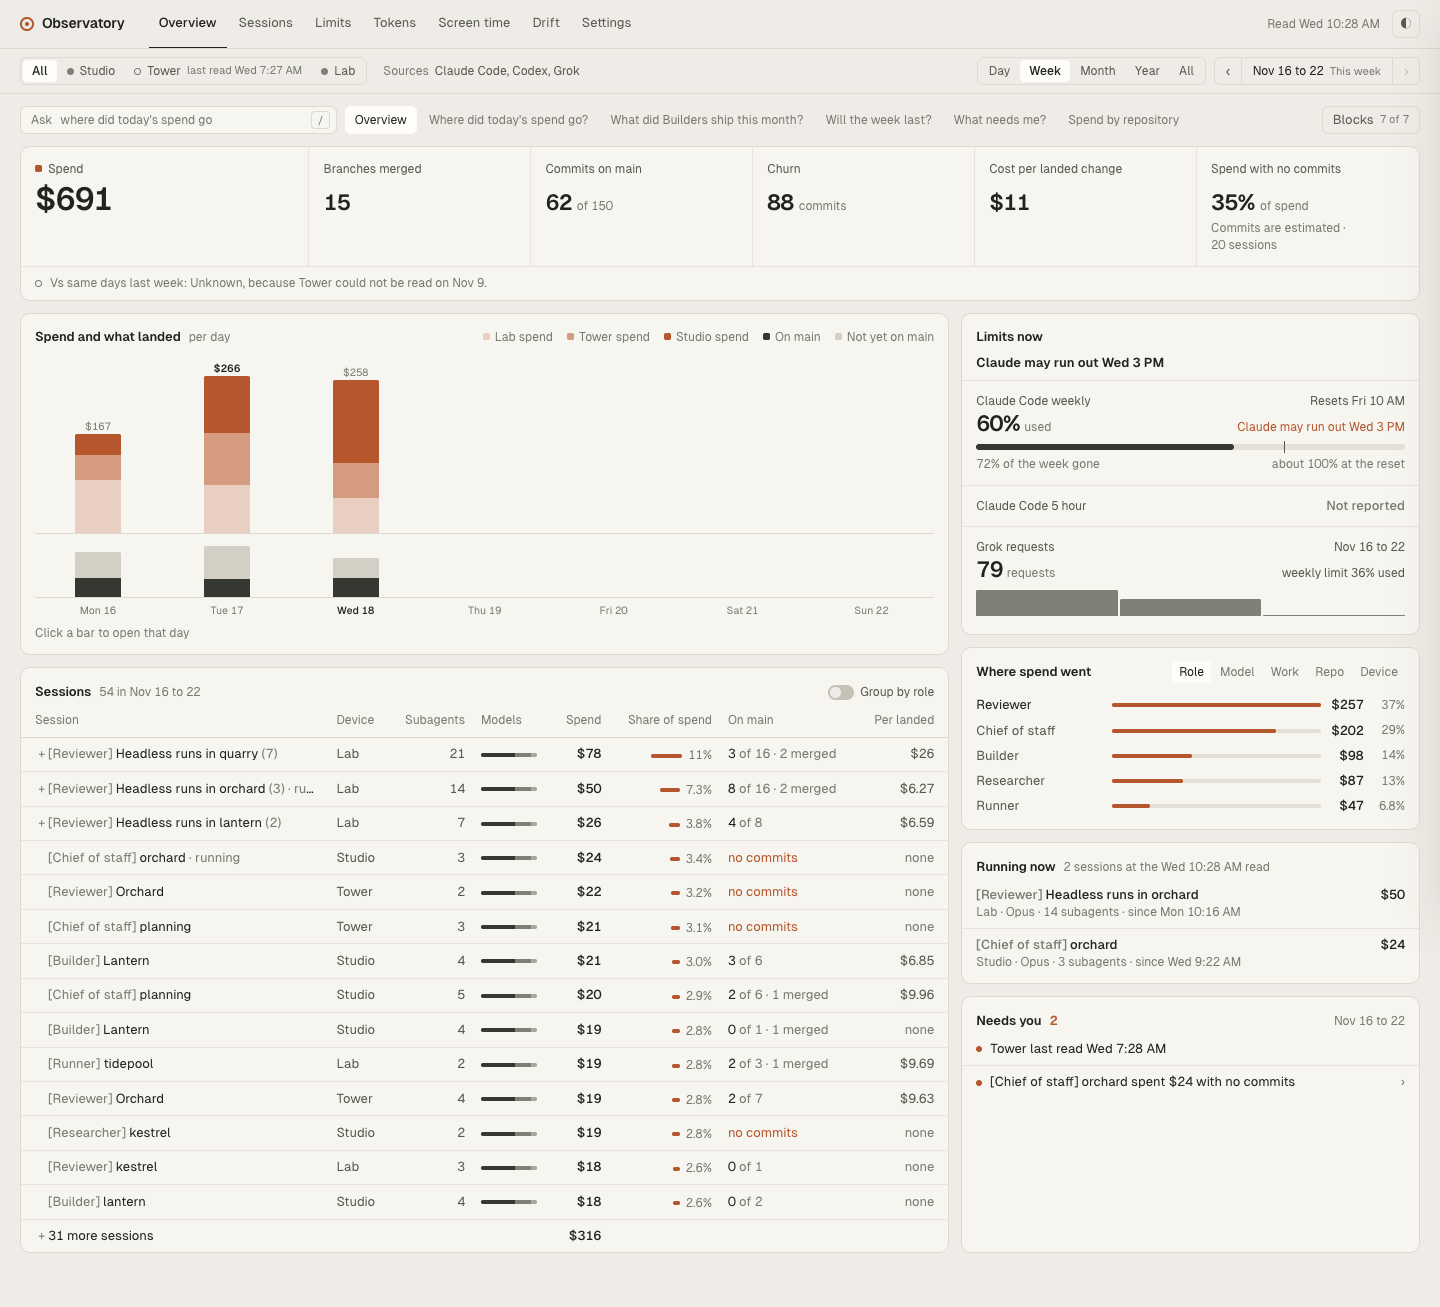 Observatory Overview Sessions Limits Tokens Screen time Drift Settings Read Wed 10:28 AM
All Studio Tower last read Wed 7:27 AM Lab Sources Claude Code, Codex, Grok Day Week Month Year All ‹ Nov 16 to 22 This week ›
Ask where did today's spend go / Overview Where did today's spend go? What did Builders ship this month? Will the week last? What needs me? Spend by repository Blocks 7 of 7
Spend Branches merged Commits on main Churn Cost per landed change Spend with no commits
$691 15 62 of 150 88 commits $11 35% of spend
Commits are estimated ·
20 sessions
Vs same days last week: Unknown, because Tower could not be read on Nov 9.
Spend and what landed per day Lab spend Tower spend Studio spend On main Not yet on main
$167 $266 $258
Mon 16 Tue 17 Wed 18 Thu 19 Fri 20 Sat 21 Sun 22
Click a bar to open that day
Limits now
Claude may run out Wed 3 PM
Claude Code weekly Resets Fri 10 AM
60% used Claude may run out Wed 3 PM
72% of the week gone about 100% at the reset
Claude Code 5 hour Not reported
Grok requests Nov 16 to 22
79 requests weekly limit 36% used
Sessions 54 in Nov 16 to 22 Group by role
Session Device Subagents Models Spend Share of spend On main Per landed
+ [Reviewer] Headless runs in quarry (7) Lab 21 $78 11% 3 of 16 · 2 merged $26
+ [Reviewer] Headless runs in orchard (3) · ru... Lab 14 $50 7.3% 8 of 16 · 2 merged $6.27
+ [Reviewer] Headless runs in lantern (2) Lab 7 $26 3.8% 4 of 8 $6.59
[Chief of staff] orchard · running Studio 3 $24 3.4% no commits none
[Reviewer] Orchard Tower 2 $22 3.2% no commits none
[Chief of staff] planning Tower 3 $21 3.1% no commits none
[Builder] Lantern Studio 4 $21 3.0% 3 of 6 $6.85
[Chief of staff] planning Studio 5 $20 2.9% 2 of 6 · 1 merged $9.96
[Builder] Lantern Studio 4 $19 2.8% 0 of 1 · 1 merged none
[Runner] tidepool Lab 2 $19 2.8% 2 of 3 · 1 merged $9.69
[Reviewer] Orchard Tower 4 $19 2.8% 2 of 7 $9.63
[Researcher] kestrel Studio 2 $19 2.8% no commits none
[Reviewer] kestrel Lab 3 $18 2.6% 0 of 1 none
[Builder] lantern Studio 4 $18 2.6% 0 of 2 none
+ 31 more sessions $316
Where spend went Role Model Work Repo Device
Reviewer $257 37%
Chief of staff $202 29%
Builder $98 14%
Researcher $87 13%
Runner $47 6.8%
Running now 2 sessions at the Wed 10:28 AM read
[Reviewer] Headless runs in orchard $50
Lab · Opus · 14 subagents · since Mon 10:16 AM
[Chief of staff] orchard $24
Studio · Opus · 3 subagents · since Wed 9:22 AM
Needs you 2 Nov 16 to 22
Tower last read Wed 7:28 AM
[Chief of staff] orchard spent $24 with no commits ›